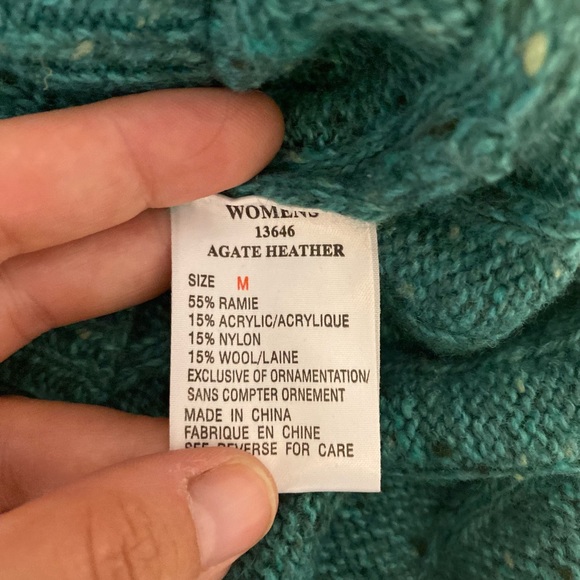 WOMENS
13646
AGATE HEATHER
SIZE M
55% RAMIE
15% ACRYLIC/ACRYLIQUE
15% NYLON
15% WOOL/LAINE
EXCLUSIVE OF ORNAMENTATION/
SANS COMPTER ORNEMENT
MADE IN CHINA
FABRIQUE EN CHINE
SEE REVERSE FOR CARE